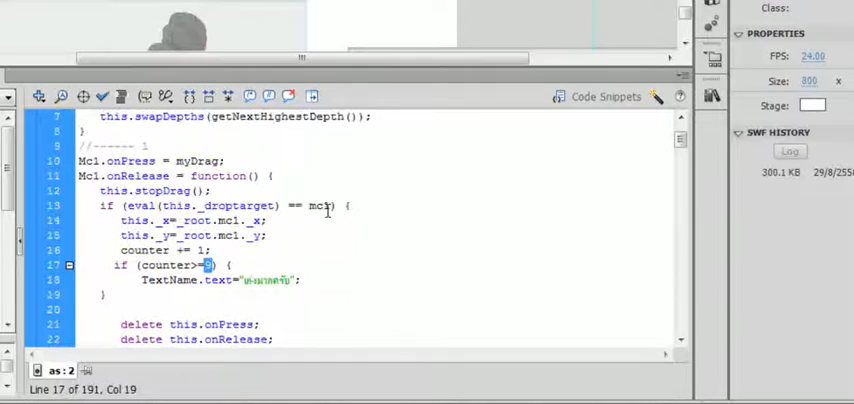 Class:
PROPERTIES
FPS: 24.00
Size: 800 x
Stage:
SWF HISTORY
Log
300.1 KB 29/8/255
Code Snippets
7 this.swapDepths(getNextHighestDepth());
8 }
9 //------ 1
10 Mc1.onPress = myDrag;
11 Mc1.onRelease = function() {
12 this.stopDrag();
13 if (eval(this._droptarget) == mc1) {
14 this._x=_root.mc1._x;
15 this._y=_root.mc1._y;
16 counter += 1;
17 if (counter>=9) {
18 TextName.text="เก่งมากครับ";
19 }
20
21 delete this.onPress;
22 delete this.onRelease;
as:2
Line 17 of 191, Col 19